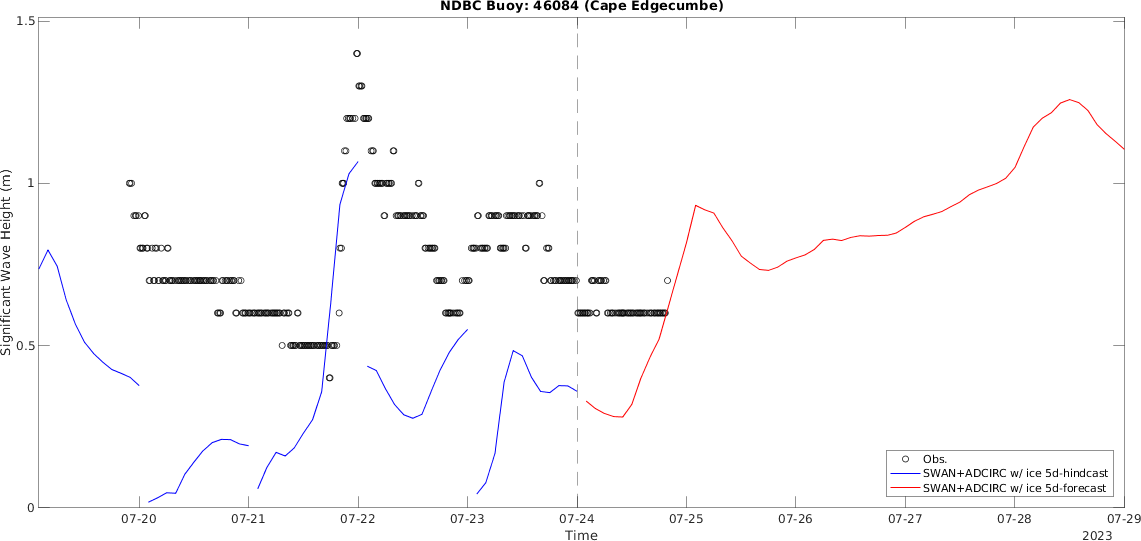 NDBC Buoy: 46084 (Cape Edgecumbe)
1.5
1
0.5
0
Significant Wave Height (m)
Obs.
SWAN+ADCIRC w/ ice 5d-hindcast
SWAN+ADCIRC w/ ice 5d-forecast
07-20 07-21 07-22 07-23 07-24 07-25 07-26 07-27 07-28 07-29
Time
2023